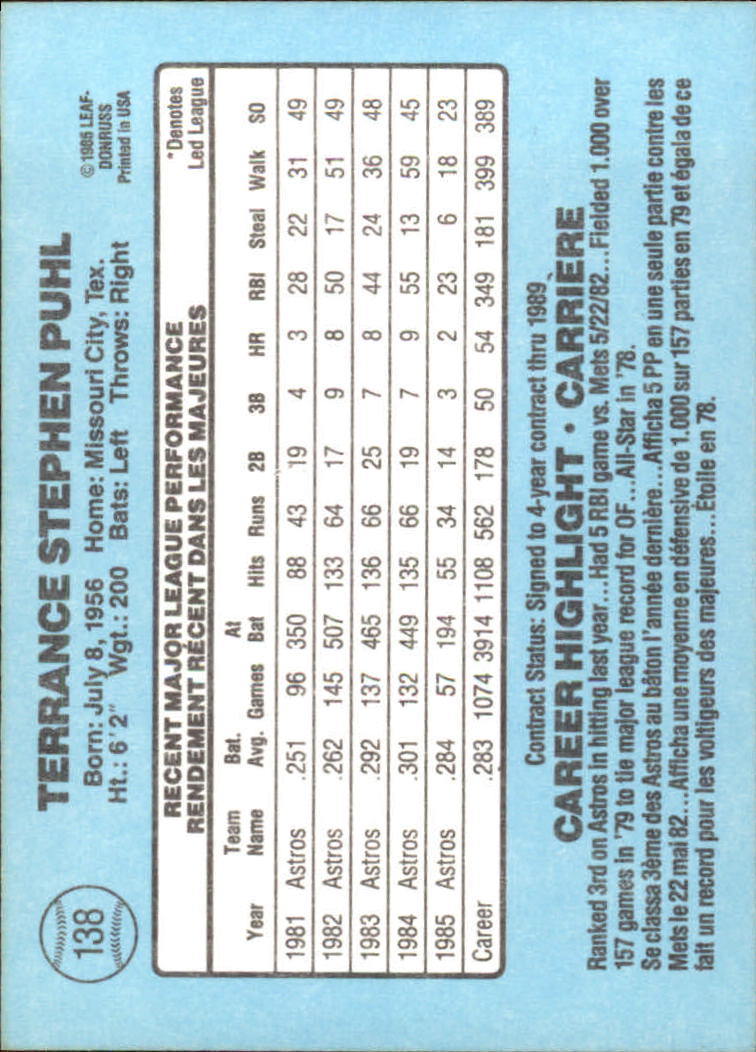 138
TERRANCE STEPHEN PUHL
Born: July 8, 1956 Home: Missouri City, Tex.
Ht.: 6'2" Wgt.: 200 Bats: Left Throws: Right
© 1986 LEAF-
DONRUSS
Printed in USA
RECENT MAJOR LEAGUE PERFORMANCE
RENDEMENT RÉCENT DANS LES MAJEURES
*Denotes
Led League
Year Team Name Bat. Avg. Games At Bat Hits Runs 2B 3B HR RBI Steal Walk SO
1981 Astros .251 96 350 88 43 19 4 3 28 22 31 49
1982 Astros .262 145 507 133 64 17 9 8 50 17 51 49
1983 Astros .292 137 465 136 66 25 7 8 44 24 36 48
1984 Astros .301 132 449 135 66 19 7 9 55 13 59 45
1985 Astros .284 57 194 55 34 14 3 2 23 6 18 23
Career .283 1074 3914 1108 562 178 50 54 349 181 399 389
Contract Status: Signed to 4-year contract thru 1989
CAREER HIGHLIGHT • CARRIÈRE
Ranked 3rd on Astros in hitting last year...Had 5 RBI game vs. Mets 5/22/82...Fielded 1.000 over
157 games in '79 to tie major league record for OF...All-Star in '78.
Se classa 3ème des Astros au bâton l'année dernière...Afficha 5 PP en une seule partie contre les
Mets le 22 mai 82...Afficha une moyenne en défensive de 1.000 sur 157 parties en 79 et égala de ce
fait un record pour les voltigeurs des majeures...Étoile en 78.